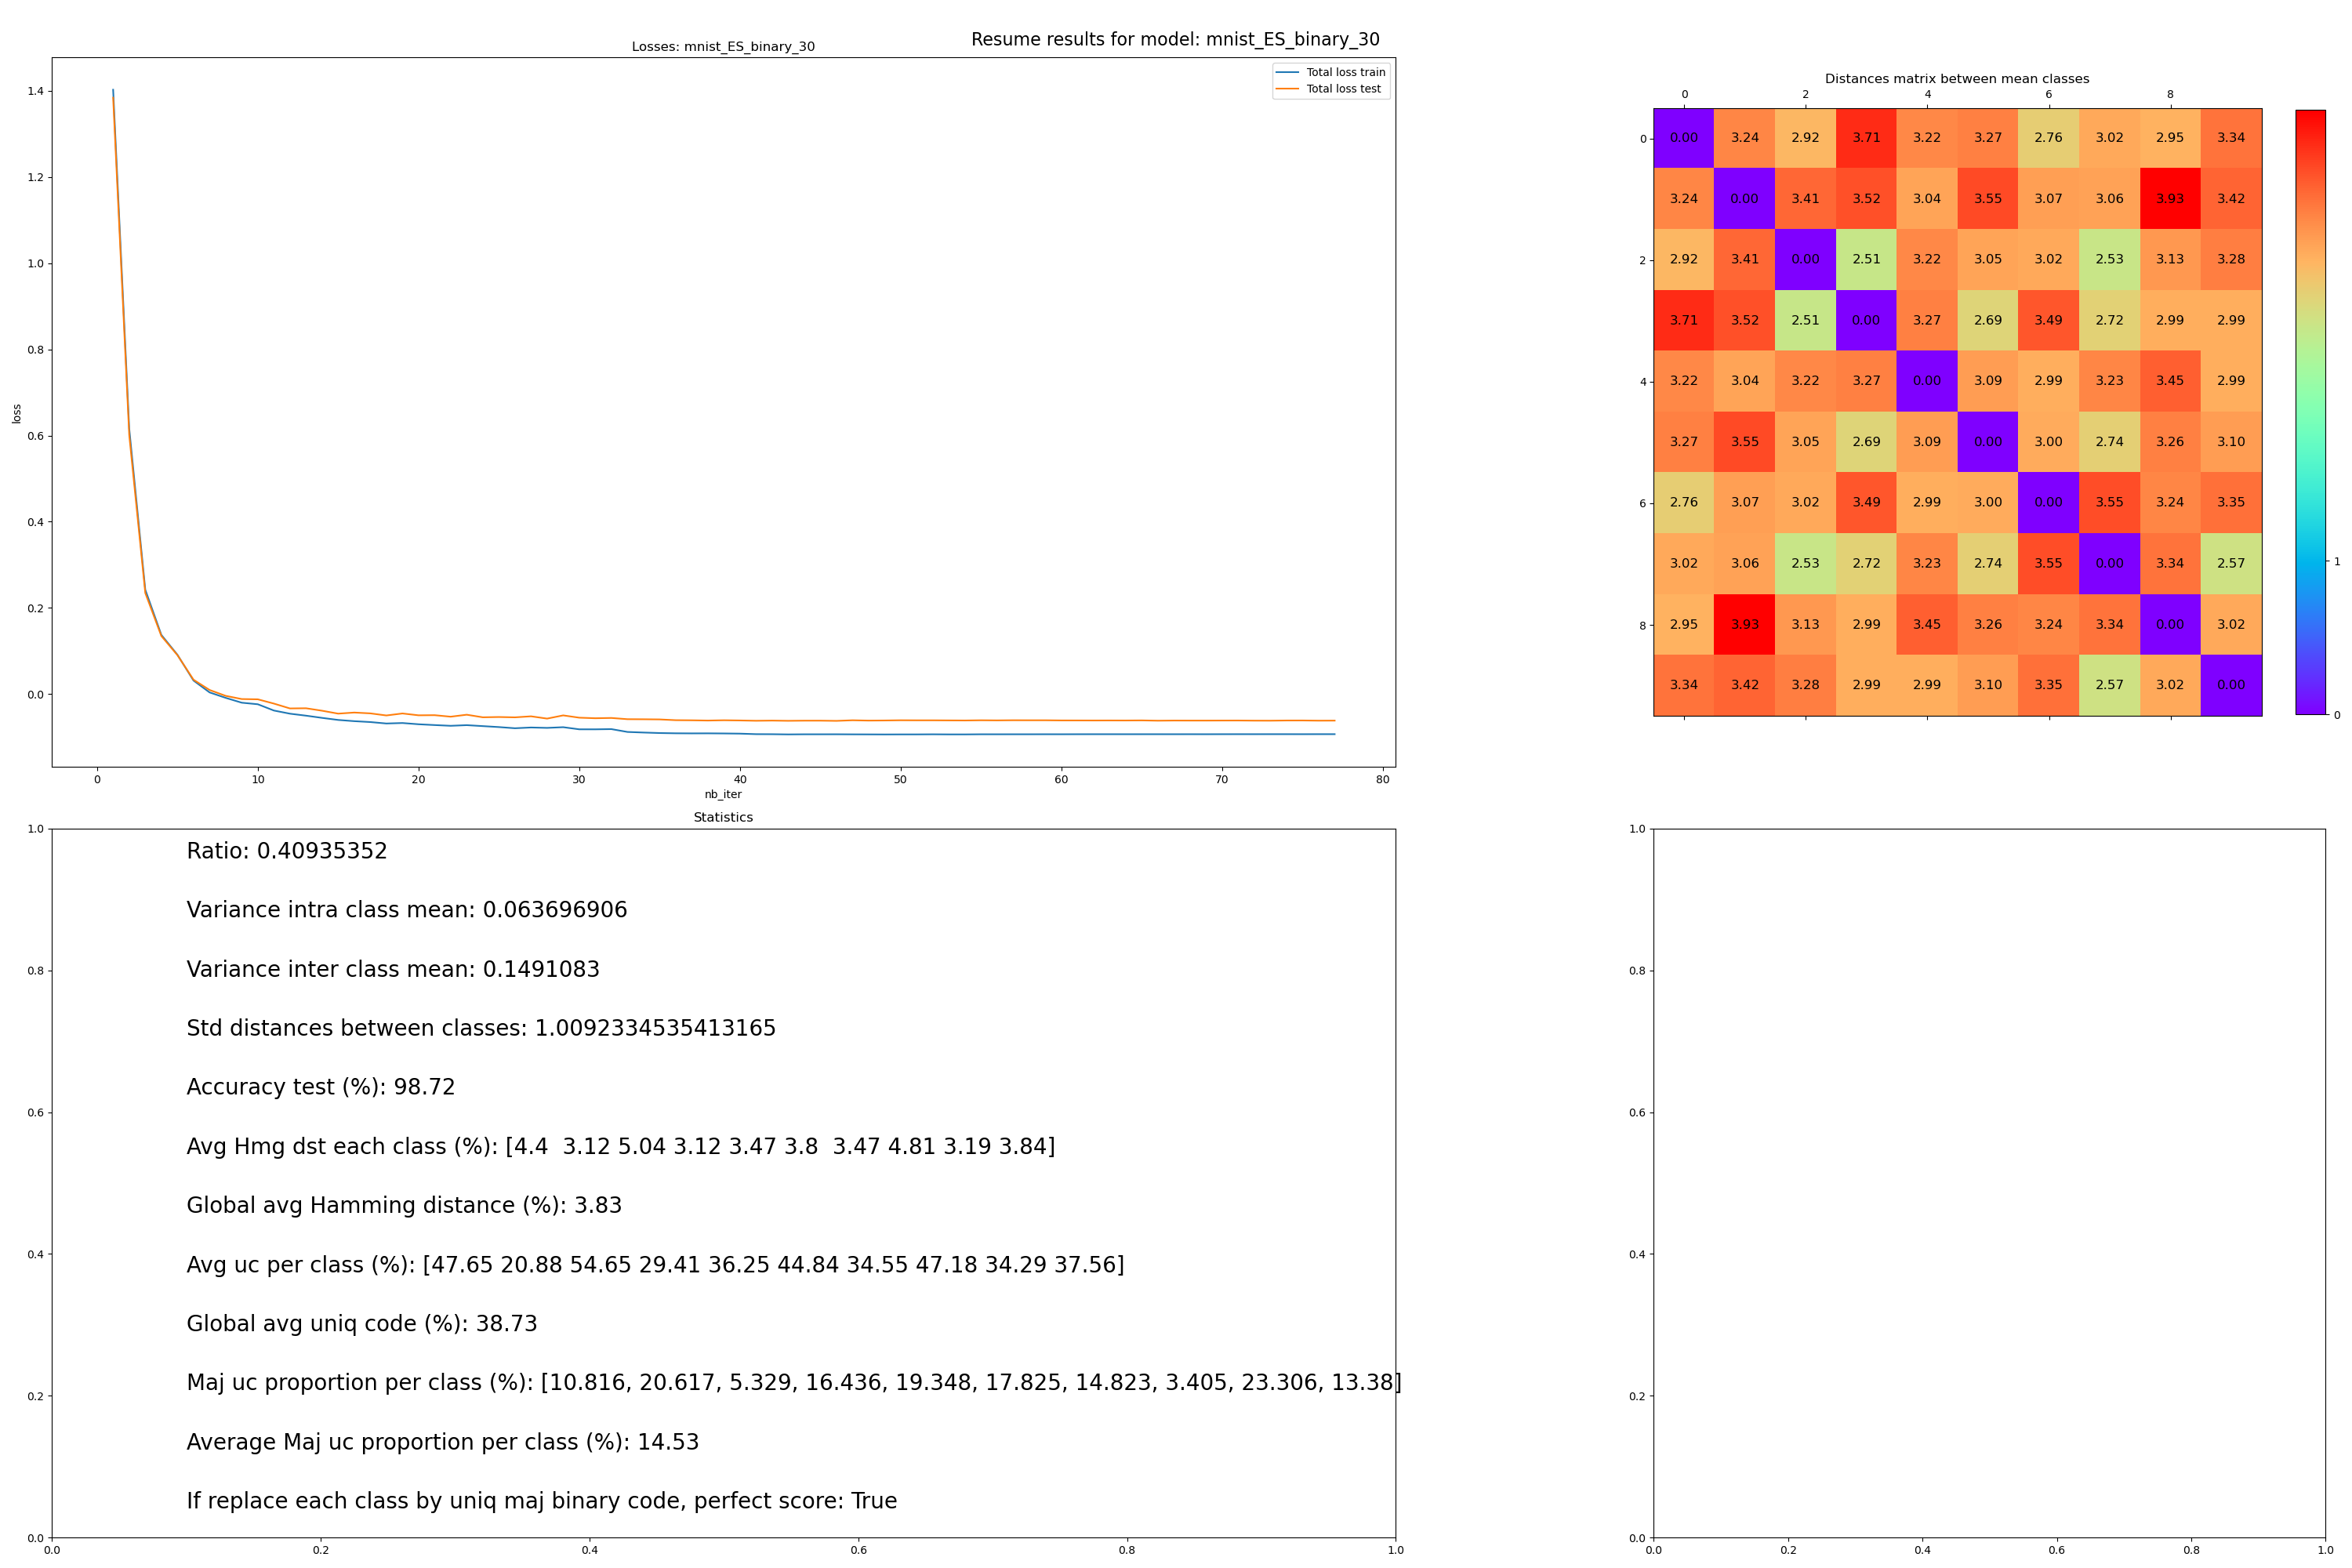 Resume results for model: mnist_ES_binary_30
Losses: mnist_ES_binary_30
Total loss train
Total loss test
1.4
1.2
1.0
0.8
0.6
0.4
0.2
0.0
loss
0 10 20 30 40 50 60 70 80
nb_iter
Distances matrix between mean classes
0 2 4 6 8
0 0.00 3.24 2.92 3.71 3.22 3.27 2.76 3.02 2.95 3.34
3.24 0.00 3.41 3.52 3.04 3.55 3.07 3.06 3.93 3.42
2 2.92 3.41 0.00 2.51 3.22 3.05 3.02 2.53 3.13 3.28
3.71 3.52 2.51 0.00 3.27 2.69 3.49 2.72 2.99 2.99
4 3.22 3.04 3.22 3.27 0.00 3.09 2.99 3.23 3.45 2.99
3.27 3.55 3.05 2.69 3.09 0.00 3.00 2.74 3.26 3.10
6 2.76 3.07 3.02 3.49 2.99 3.00 0.00 3.55 3.24 3.35
3.02 3.06 2.53 2.72 3.23 2.74 3.55 0.00 3.34 2.57
8 2.95 3.93 3.13 2.99 3.45 3.26 3.24 3.34 0.00 3.02
3.34 3.42 3.28 2.99 2.99 3.10 3.35 2.57 3.02 0.00
1
0
Statistics
Ratio: 0.40935352
Variance intra class mean: 0.063696906
Variance inter class mean: 0.1491083
Std distances between classes: 1.0092334535413165
Accuracy test (%): 98.72
Avg Hmg dst each class (%): [4.4  3.12 5.04 3.12 3.47 3.8  3.47 4.81 3.19 3.84]
Global avg Hamming distance (%): 3.83
Avg uc per class (%): [47.65 20.88 54.65 29.41 36.25 44.84 34.55 47.18 34.29 37.56]
Global avg uniq code (%): 38.73
Maj uc proportion per class (%): [10.816, 20.617, 5.329, 16.436, 19.348, 17.825, 14.823, 3.405, 23.306, 13.38]
Average Maj uc proportion per class (%): 14.53
If replace each class by uniq maj binary code, perfect score: True
1.0
0.8
0.6
0.4
0.2
0.0
0.0 0.2 0.4 0.6 0.8 1.0
1.0
0.8
0.6
0.4
0.2
0.0
0.0 0.2 0.4 0.6 0.8 1.0